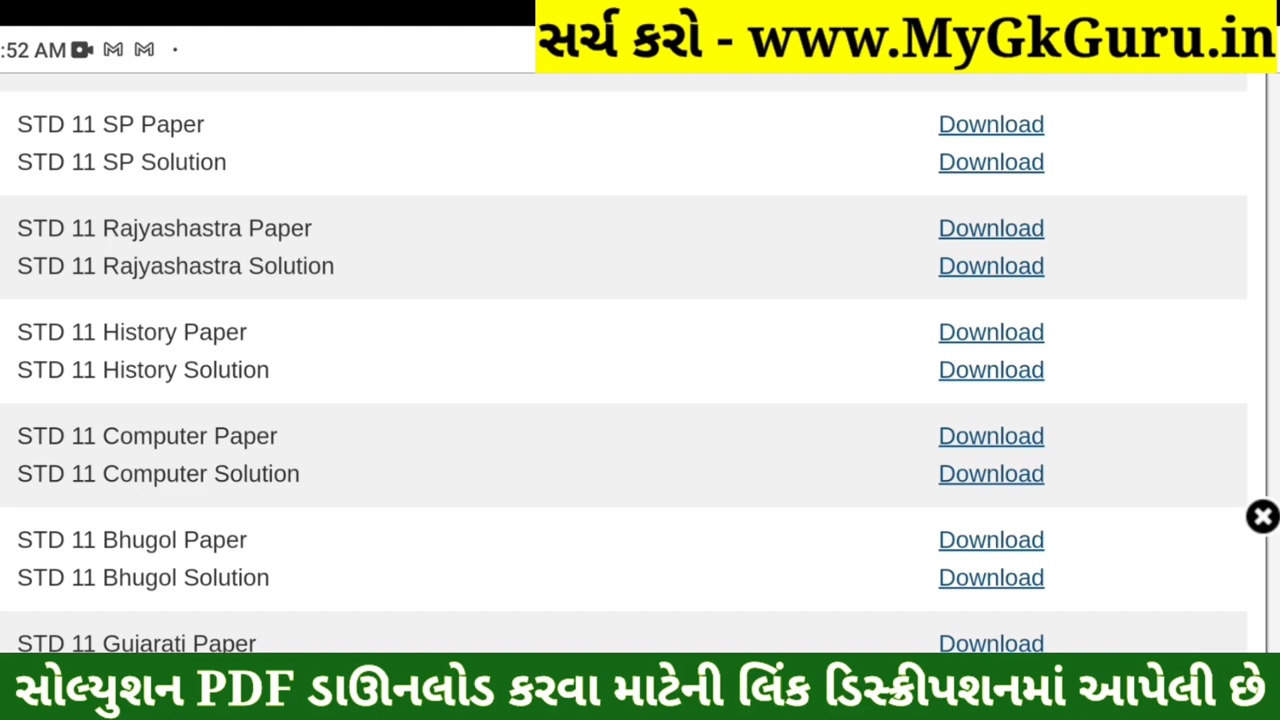 :52 AM
સર્ચ કરો - www.MyGkGuru.in
STD 11 SP Paper Download
STD 11 SP Solution Download
STD 11 Rajyashastra Paper Download
STD 11 Rajyashastra Solution Download
STD 11 History Paper Download
STD 11 History Solution Download
STD 11 Computer Paper Download
STD 11 Computer Solution Download
STD 11 Bhugol Paper Download
STD 11 Bhugol Solution Download
STD 11 Gujarati Paper Download
સોલ્યુશન PDF ડાઊનલોડ કરવા માટેની લિંક ડિસ્ક્રીપશનમાં આપેલી છે